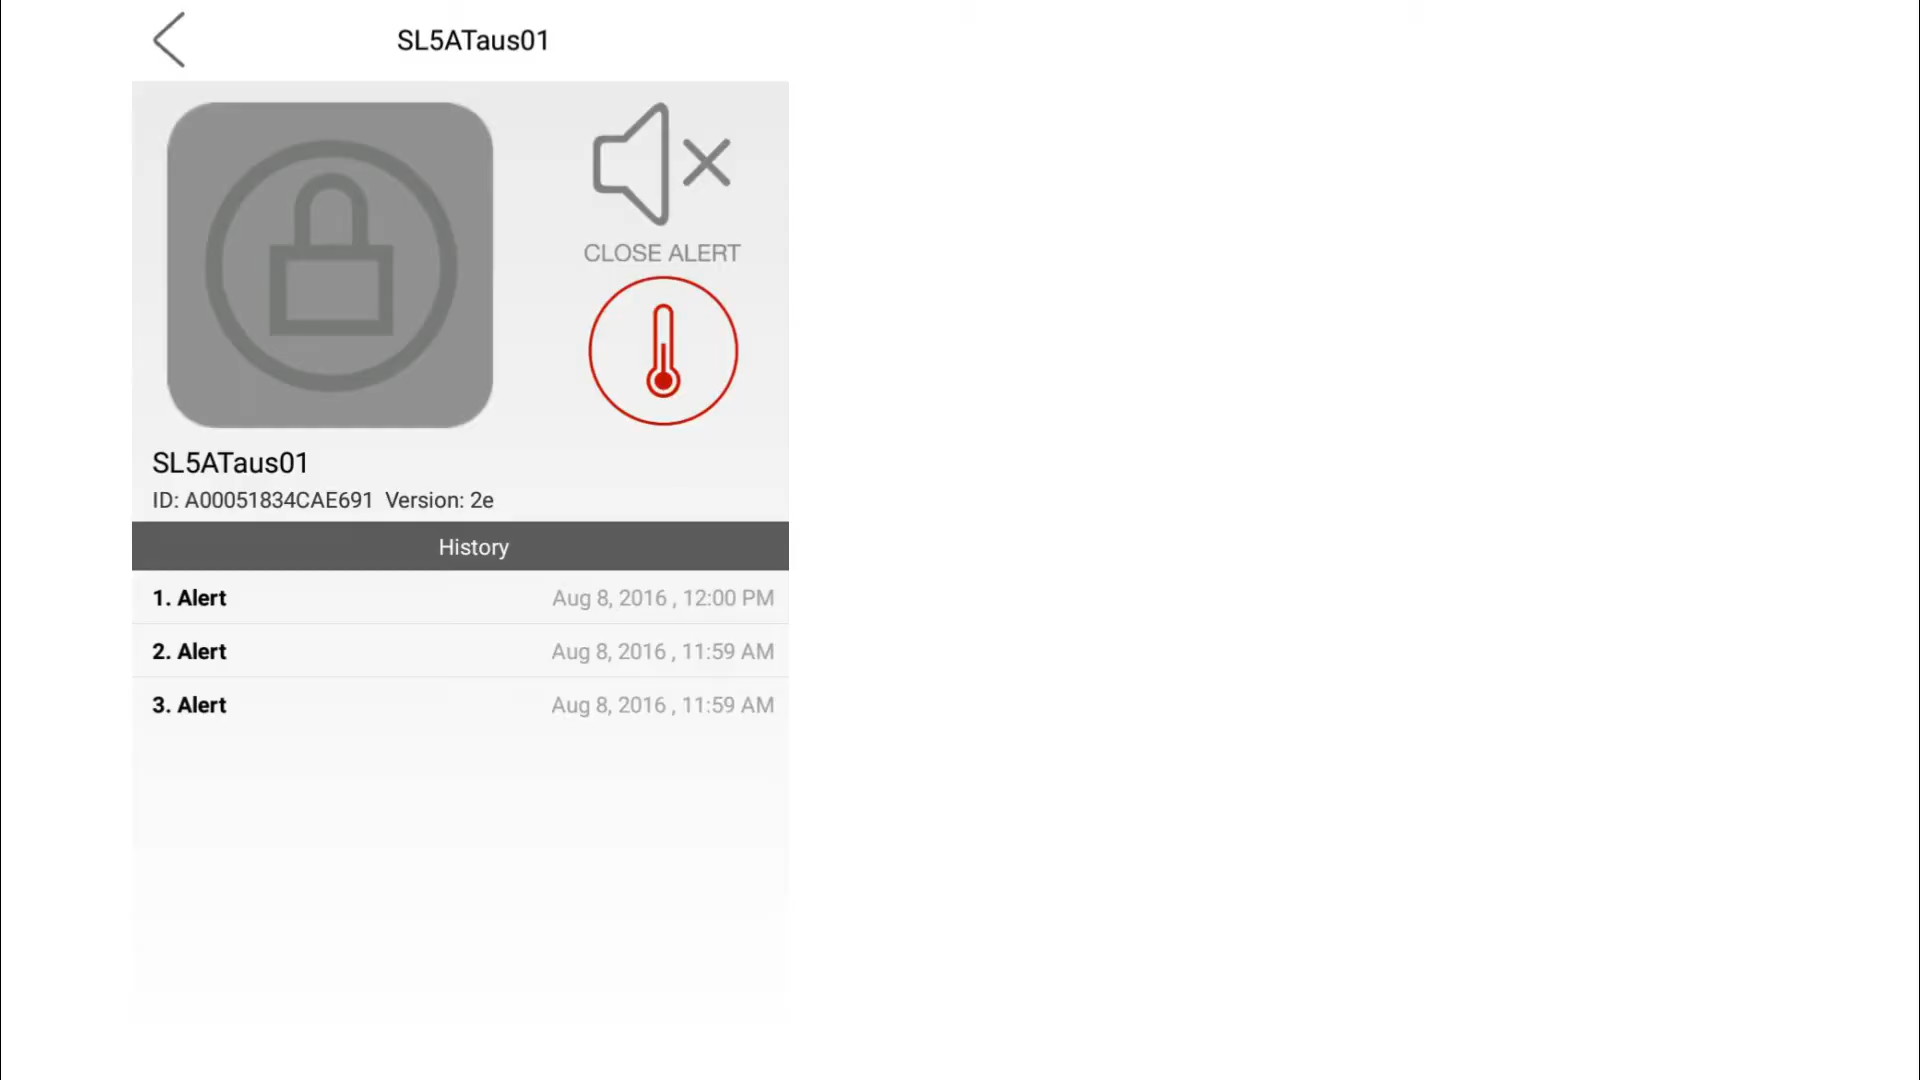 SL5ATaus01
CLOSE ALERT
SL5ATaus01
ID: A00051834CAE691 Version: 2e
History
1. Alert Aug 8, 2016 , 12:00 PM
2. Alert Aug 8, 2016 , 11:59 AM
3. Alert Aug 8, 2016 , 11:59 AM